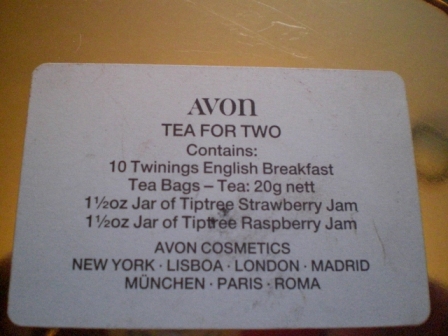 AVON
TEA FOR TWO
Contains:
10 Twinings English Breakfast
Tea Bags – Tea: 20g nett
1½oz Jar of Tiptree Strawberry Jam
1½oz Jar of Tiptree Raspberry Jam
AVON COSMETICS
NEW YORK · LISBOA · LONDON · MADRID
MÜNCHEN · PARIS · ROMA